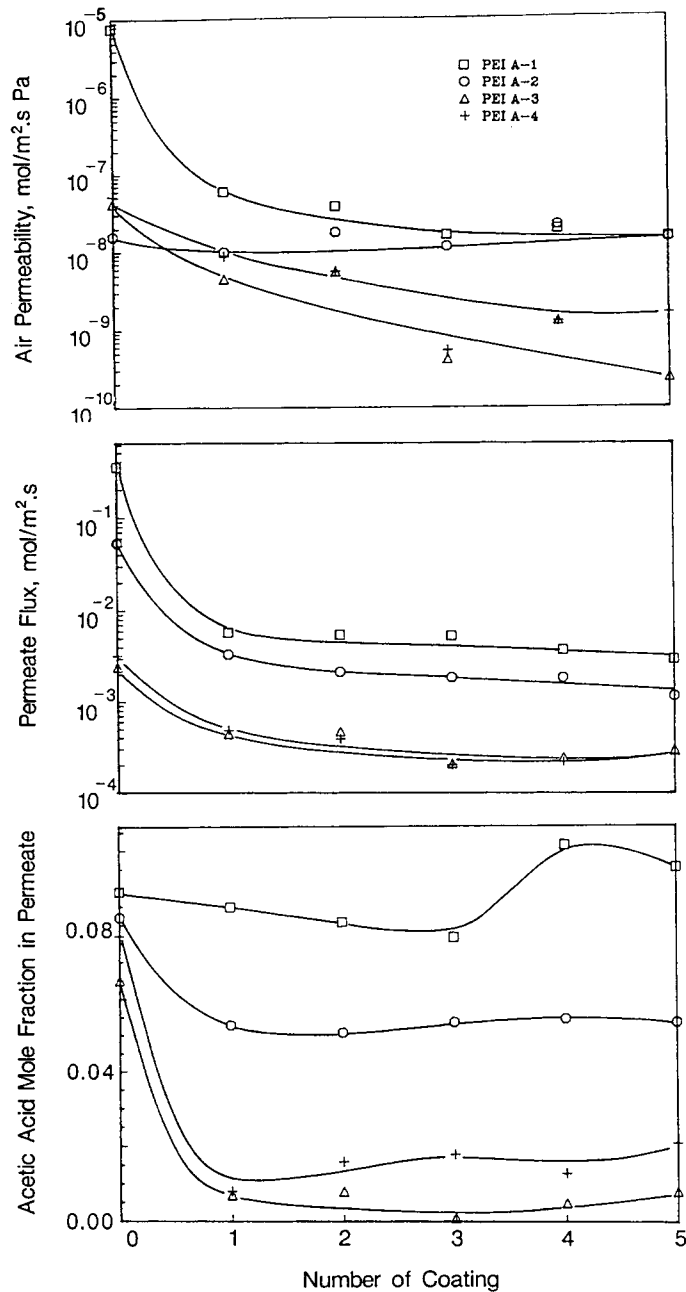 Air Permeability, mol/m².s Pa
10⁻⁵
10⁻⁶
10⁻⁷
10⁻⁸
10⁻⁹
10⁻¹⁰
PEI A-1
PEI A-2
PEI A-3
PEI A-4
Permeate Flux, mol/m².s
10⁻¹
10⁻²
10⁻³
10⁻⁴
Acetic Acid Mole Fraction in Permeate
0.08
0.04
0.00
0 1 2 3 4 5
Number of Coating